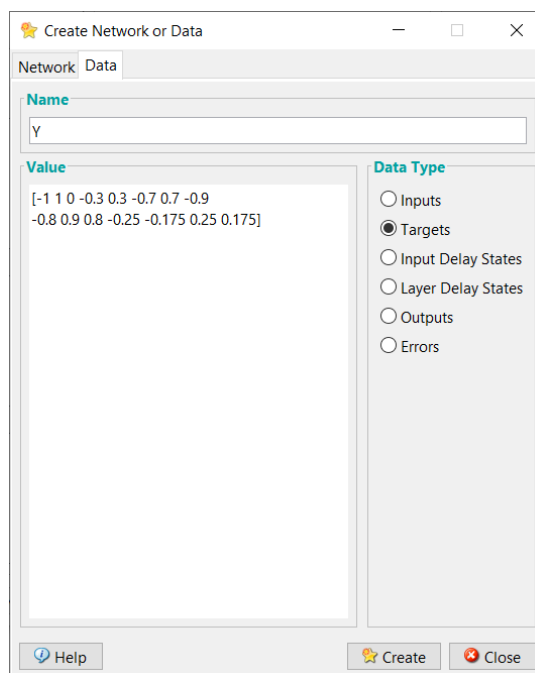 Create Network or Data
Network Data
Name
Y
Value
[-1 1 0 -0.3 0.3 -0.7 0.7 -0.9
-0.8 0.9 0.8 -0.25 -0.175 0.25 0.175]
Data Type
Inputs
Targets
Input Delay States
Layer Delay States
Outputs
Errors
Help
Create
Close